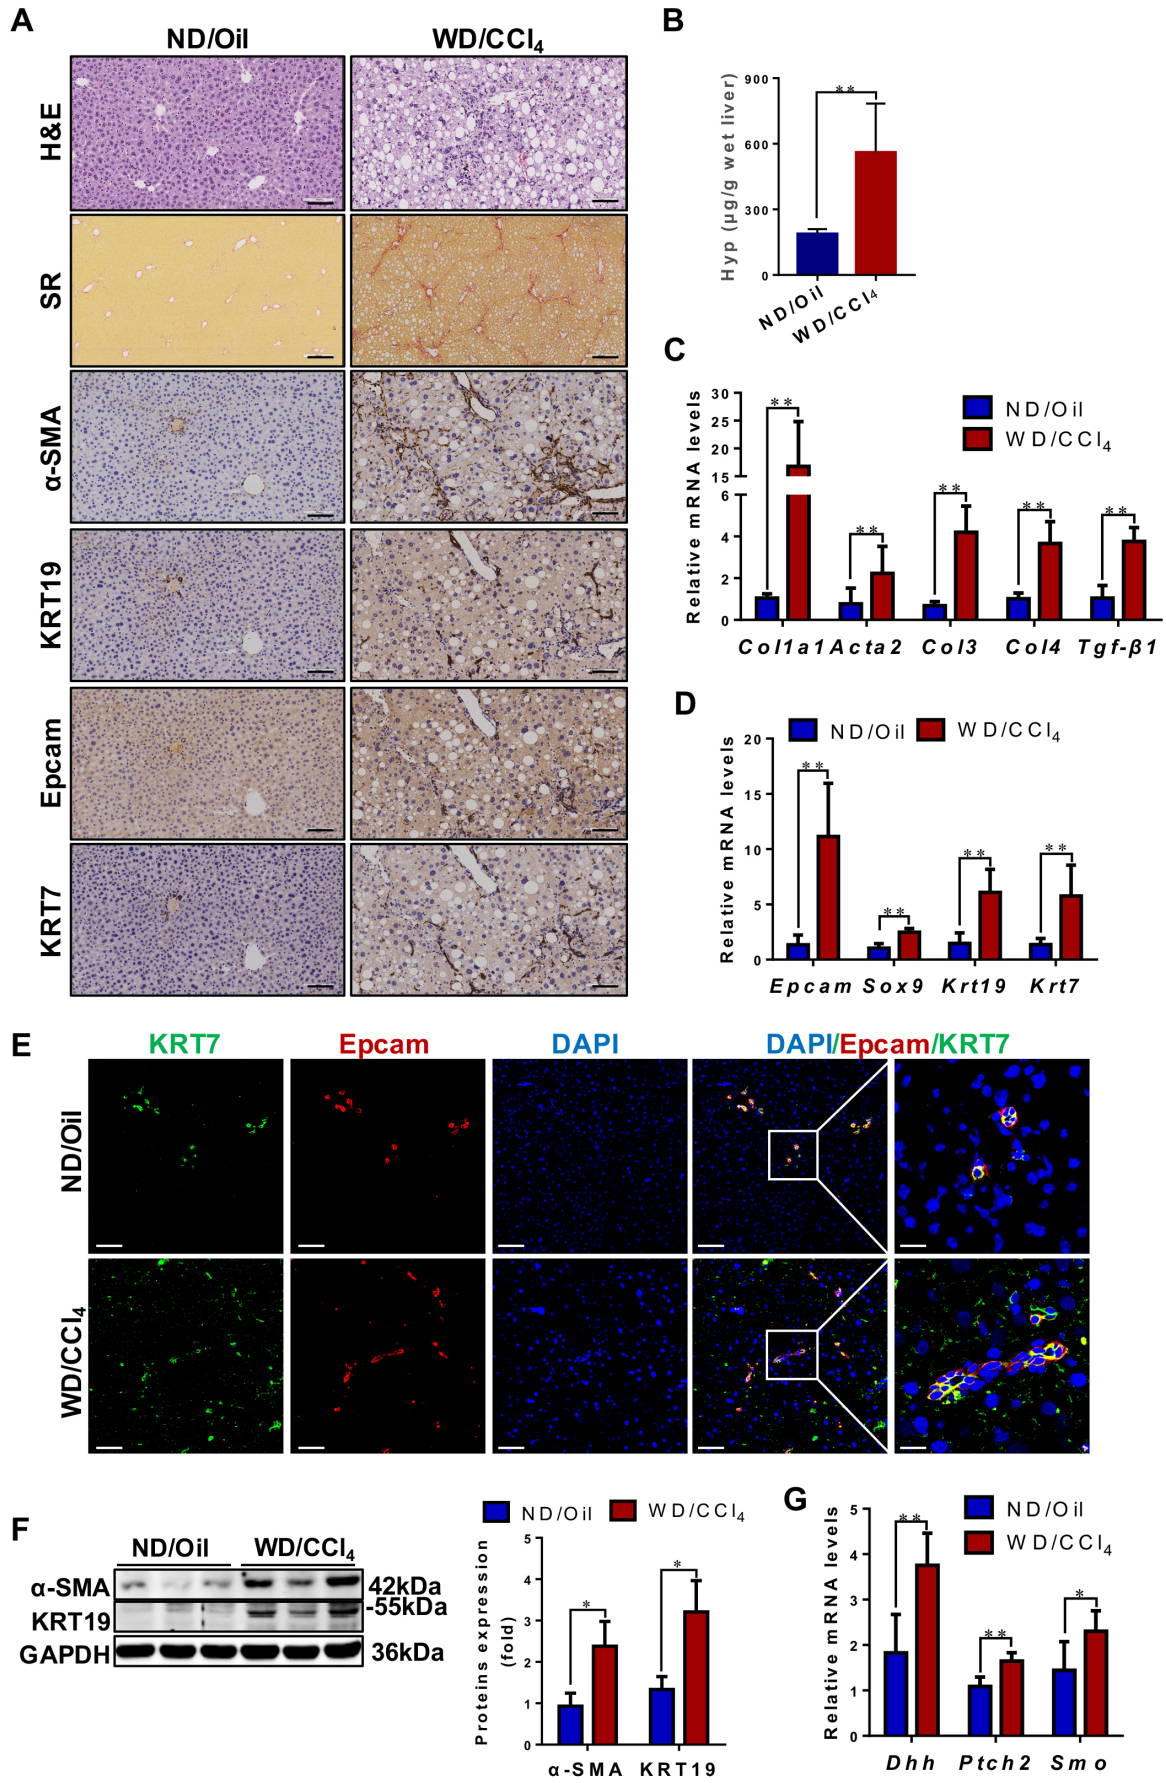 A
ND/Oil
WD/CCl4
H&E
SR
α-SMA
KRT19
Epcam
KRT7
B
Hyp (μg/g wet liver)
900
600
300
0
**
ND/Oil
WD/CCl4
C
Relative mRNA levels
30
25
20
15
6
4
2
0
ND/Oil
WD/CCl4
** ** ** ** **
Col1a1 Acta2 Col3 Col4 Tgf-β1
D
Relative mRNA levels
20
15
10
5
0
ND/Oil WD/CCl4
** ** ** **
Epcam Sox9 Krt19 Krt7
E
KRT7 Epcam DAPI DAPI/Epcam/KRT7
ND/Oil
WD/CCl4
F
ND/Oil WD/CCl4
α-SMA 42kDa
KRT19 -55kDa
GAPDH 36kDa
ND/Oil WD/CCl4
Proteins expression
(fold)
5
4
3
2
1
0
* *
α-SMA KRT19
G
Relative mRNA levels
5
4
3
2
1
0
ND/Oil
WD/CCl4
** ** *
Dhh Ptch2 Smo